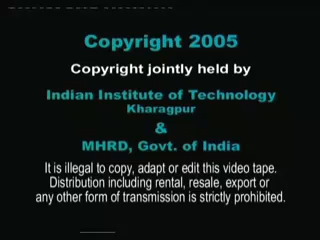 Copyright 2005
Copyright jointly held by
Indian Institute of Technology
Kharagpur
&
MHRD, Govt. of India
It is illegal to copy, adapt or edit this video tape.
Distribution including rental, resale, export or
any other form of transmission is strictly prohibited.